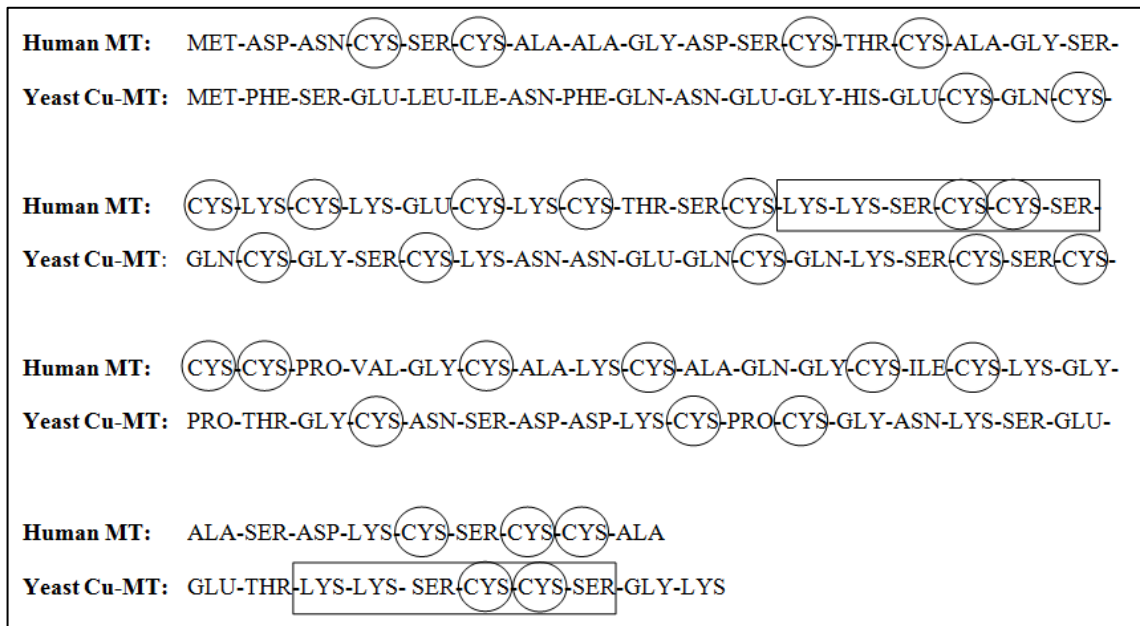 Human MT: MET-ASP-ASN-CYS-SER-CYS-ALA-ALA-GLY-ASP-SER-CYS-THR-CYS-ALA-GLY-SER-
Yeast Cu-MT: MET-PHE-SER-GLU-LEU-ILE-ASN-PHE-GLN-ASN-GLU-GLY-HIS-GLU-CYS-GLN-CYS-
Human MT: CYS-LYS-CYS-LYS-GLU-CYS-LYS-CYS-THR-SER-CYS-LYS-LYS-SER-CYS-CYS-SER-
Yeast Cu-MT: GLN-CYS-GLY-SER-CYS-LYS-ASN-ASN-GLU-GLN-CYS-GLN-LYS-SER-CYS-SER-CYS-
Human MT: CYS-CYS-PRO-VAL-GLY-CYS-ALA-LYS-CYS-ALA-GLN-GLY-CYS-ILE-CYS-LYS-GLY-
Yeast Cu-MT: PRO-THR-GLY-CYS-ASN-SER-ASP-ASP-LYS-CYS-PRO-CYS-GLY-ASN-LYS-SER-GLU-
Human MT: ALA-SER-ASP-LYS-CYS-SER-CYS-CYS-ALA
Yeast Cu-MT: GLU-THR-LYS-LYS- SER-CYS-CYS-SER-GLY-LYS